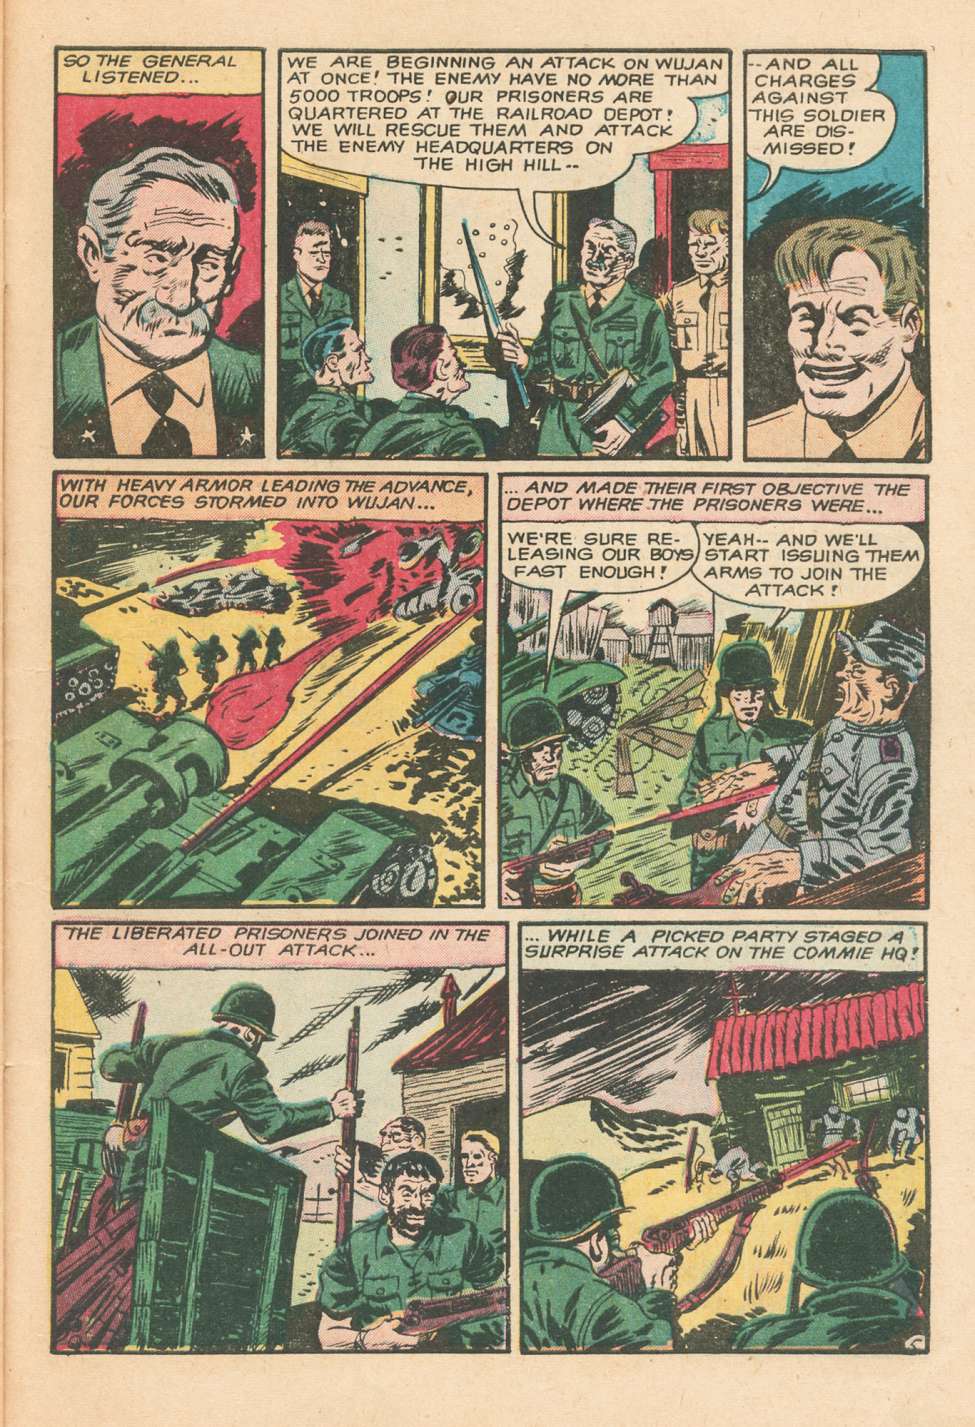 SO THE GENERAL
LISTENED...
WE ARE BEGINNING AN ATTACK ON WUJAN
AT ONCE! THE ENEMY HAVE NO MORE THAN
5000 TROOPS! OUR PRISONERS ARE
QUARTERED AT THE RAILROAD DEPOT!
WE WILL RESCUE THEM AND ATTACK
THE ENEMY HEADQUARTERS ON
THE HIGH HILL--
--AND ALL
CHARGES
AGAINST
THIS SOLDIER
ARE DIS-
MISSED!
WITH HEAVY ARMOR LEADING THE ADVANCE,
OUR FORCES STORMED INTO WUJAN...
...AND MADE THEIR FIRST OBJECTIVE THE
DEPOT WHERE THE PRISONERS WERE...
WE'RE SURE RE-
LEASING OUR BOYS
FAST ENOUGH!
YEAH-- AND WE'LL
START ISSUING THEM
ARMS TO JOIN THE
ATTACK!
THE LIBERATED PRISONERS JOINED IN THE
ALL-OUT ATTACK...
...WHILE A PICKED PARTY STAGED A
SURPRISE ATTACK ON THE COMMIE HQ!
5